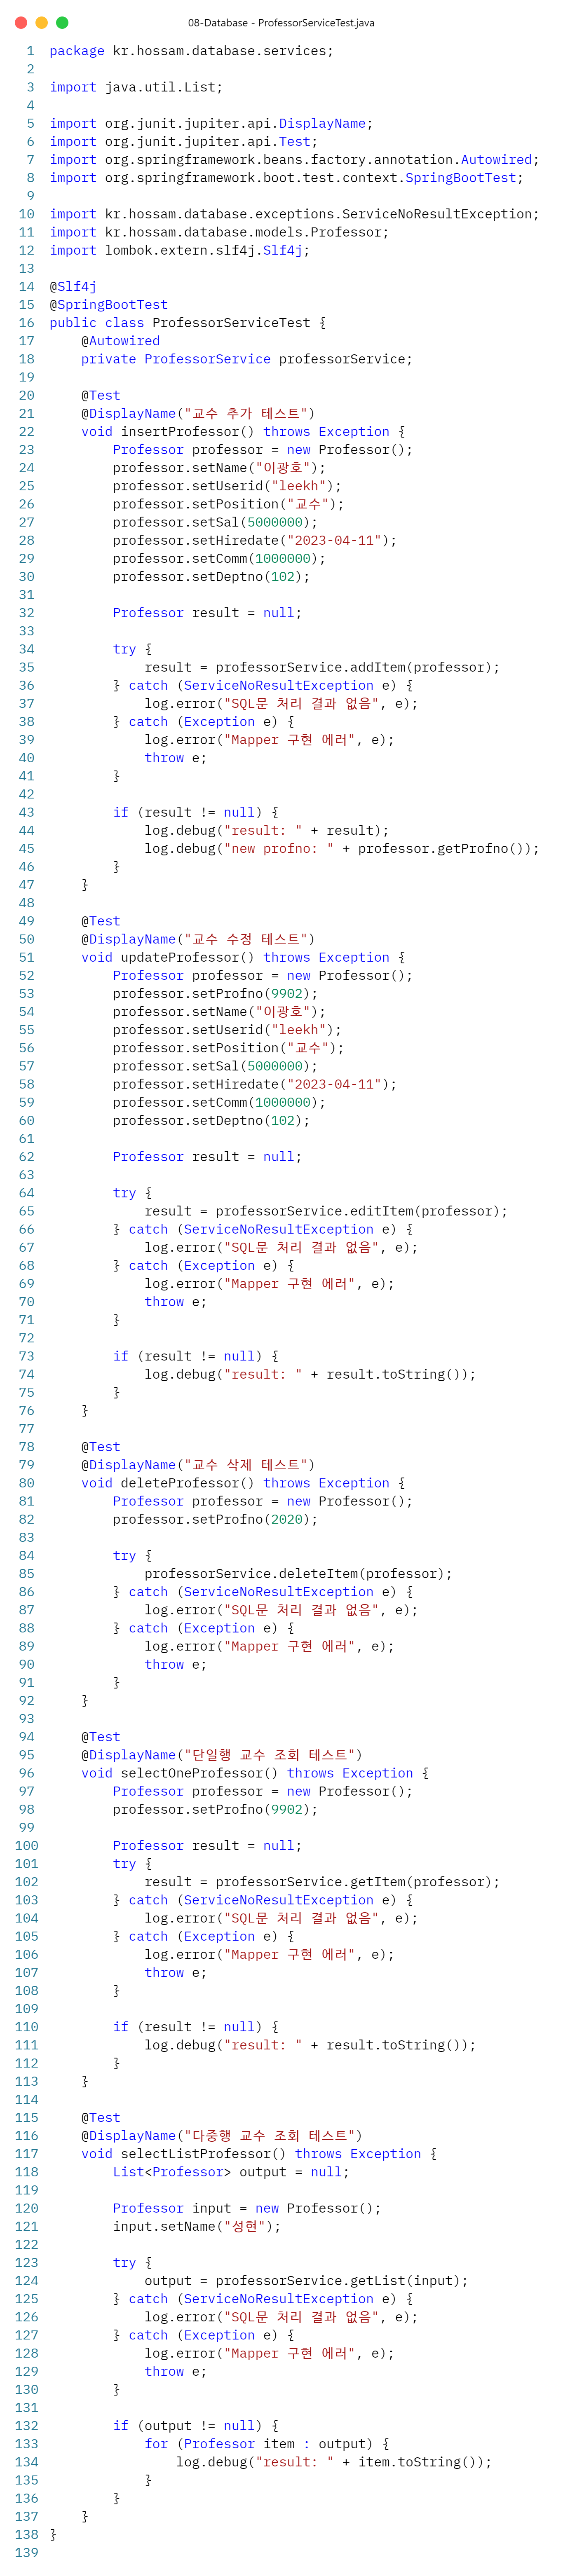 08-Database - ProfessorServiceTest.java
1 package kr.hossam.database.services;
2
3 import java.util.List;
4
5 import org.junit.jupiter.api.DisplayName;
6 import org.junit.jupiter.api.Test;
7 import org.springframework.beans.factory.annotation.Autowired;
8 import org.springframework.boot.test.context.SpringBootTest;
9
10 import kr.hossam.database.exceptions.ServiceNoResultException;
11 import kr.hossam.database.models.Professor;
12 import lombok.extern.slf4j.Slf4j;
13
14 @Slf4j
15 @SpringBootTest
16 public class ProfessorServiceTest {
17     @Autowired
18     private ProfessorService professorService;
19
20     @Test
21     @DisplayName("교수 추가 테스트")
22     void insertProfessor() throws Exception {
23         Professor professor = new Professor();
24         professor.setName("이광호");
25         professor.setUserid("leekh");
26         professor.setPosition("교수");
27         professor.setSal(5000000);
28         professor.setHiredate("2023-04-11");
29         professor.setComm(1000000);
30         professor.setDeptno(102);
31
32         Professor result = null;
33
34         try {
35             result = professorService.addItem(professor);
36         } catch (ServiceNoResultException e) {
37             log.error("SQL문 처리 결과 없음", e);
38         } catch (Exception e) {
39             log.error("Mapper 구현 에러", e);
40             throw e;
41         }
42
43         if (result != null) {
44             log.debug("result: " + result);
45             log.debug("new profno: " + professor.getProfno());
46         }
47     }
48
49     @Test
50     @DisplayName("교수 수정 테스트")
51     void updateProfessor() throws Exception {
52         Professor professor = new Professor();
53         professor.setProfno(9902);
54         professor.setName("이광호");
55         professor.setUserid("leekh");
56         professor.setPosition("교수");
57         professor.setSal(5000000);
58         professor.setHiredate("2023-04-11");
59         professor.setComm(1000000);
60         professor.setDeptno(102);
61
62         Professor result = null;
63
64         try {
65             result = professorService.editItem(professor);
66         } catch (ServiceNoResultException e) {
67             log.error("SQL문 처리 결과 없음", e);
68         } catch (Exception e) {
69             log.error("Mapper 구현 에러", e);
70             throw e;
71         }
72
73         if (result != null) {
74             log.debug("result: " + result.toString());
75         }
76     }
77
78     @Test
79     @DisplayName("교수 삭제 테스트")
80     void deleteProfessor() throws Exception {
81         Professor professor = new Professor();
82         professor.setProfno(2020);
83
84         try {
85             professorService.deleteItem(professor);
86         } catch (ServiceNoResultException e) {
87             log.error("SQL문 처리 결과 없음", e);
88         } catch (Exception e) {
89             log.error("Mapper 구현 에러", e);
90             throw e;
91         }
92     }
93
94     @Test
95     @DisplayName("단일행 교수 조회 테스트")
96     void selectOneProfessor() throws Exception {
97         Professor professor = new Professor();
98         professor.setProfno(9902);
99
100         Professor result = null;
101         try {
102             result = professorService.getItem(professor);
103         } catch (ServiceNoResultException e) {
104             log.error("SQL문 처리 결과 없음", e);
105         } catch (Exception e) {
106             log.error("Mapper 구현 에러", e);
107             throw e;
108         }
109
110         if (result != null) {
111             log.debug("result: " + result.toString());
112         }
113     }
114
115     @Test
116     @DisplayName("다중행 교수 조회 테스트")
117     void selectListProfessor() throws Exception {
118         List<Professor> output = null;
119
120         Professor input = new Professor();
121         input.setName("성현");
122
123         try {
124             output = professorService.getList(input);
125         } catch (ServiceNoResultException e) {
126             log.error("SQL문 처리 결과 없음", e);
127         } catch (Exception e) {
128             log.error("Mapper 구현 에러", e);
129             throw e;
130         }
131
132         if (output != null) {
133             for (Professor item : output) {
134                 log.debug("result: " + item.toString());
135             }
136         }
137     }
138 }
139